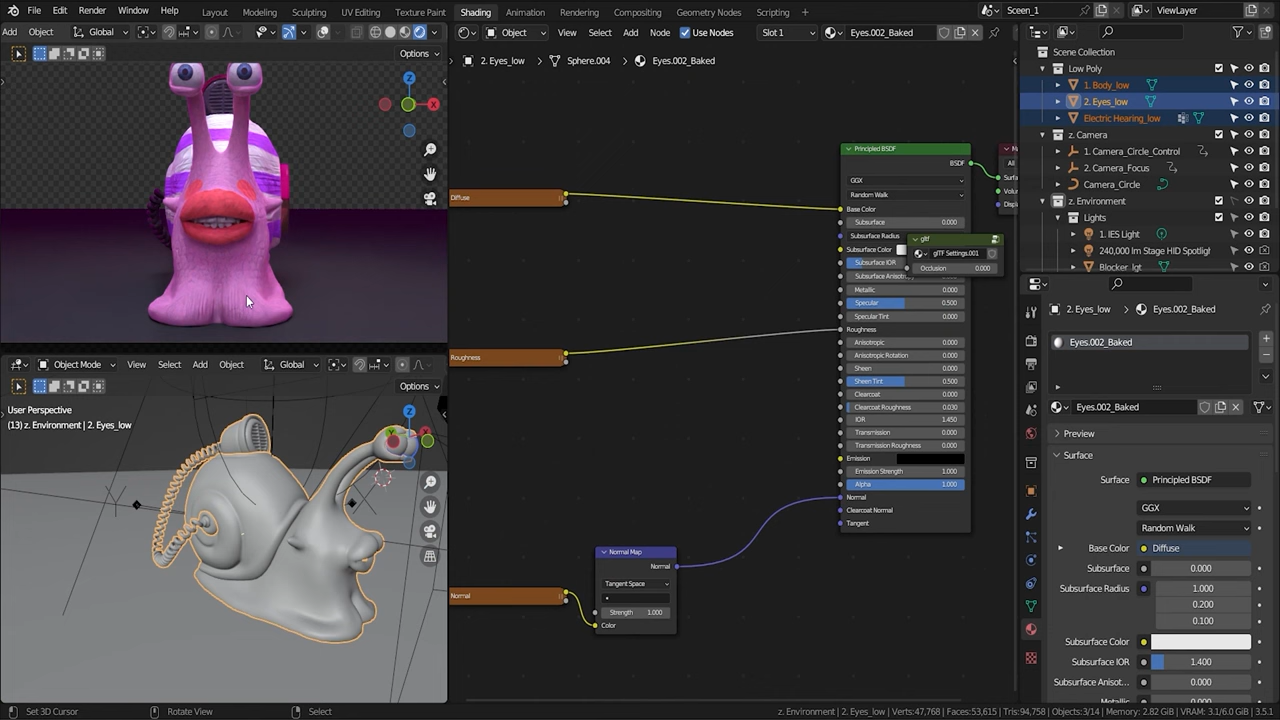 File Edit Render Window Help Layout Modeling Sculpting UV Editing Texture Paint Shading Animation Rendering Compositing Geometry Nodes Scripting + Sceen_1 ViewLayer
Add Object Global
Object View Select Add Node Use Nodes Slot 1 Eyes.002_Baked
Options
2. Eyes_low > Sphere.004 > Eyes.002_Baked
Z
X
Diffuse
Roughness
Normal
Normal Map
Normal
Tangent Space
Strength 1.000
Color
Principled BSDF
BSDF
GGX
Random Walk
Base Color
Subsurface 0.000
Subsurface Radius
Subsurface Color
Subsurface IOR
Subsurface Anisotro
Metallic 0.000
Specular 0.500
Specular Tint 0.000
Roughness
Anisotropic 0.000
Anisotropic Rotation 0.000
Sheen 0.000
Sheen Tint 0.500
Clearcoat 0.000
Clearcoat Roughness 0.030
IOR 1.450
Transmission 0.000
Transmission Roughness 0.000
Emission
Emission Strength 1.000
Alpha 1.000
Normal
Clearcoat Normal
Tangent
gltf
glTF Settings.001
Occlusion 0.000
All
Surfa
Volu
Displ
Object Mode View Select Add Object Global
Options
User Perspective
(13) z. Environment | 2. Eyes_low
Z
Scene Collection
Low Poly
1. Body_low
2. Eyes_low
Electric Hearing_low
z. Camera
1. Camera_Circle_Control
2. Camera_Focus
Camera_Circle
z. Environment
Lights
1. IES Light
240,000 lm Stage HID Spotligl
Blocker_lgt
2. Eyes_low > Eyes.002_Baked
Eyes.002_Baked
Eyes.002_Baked
Preview
Surface
Surface Principled BSDF
GGX
Random Walk
Base Color Diffuse
Subsurface 0.000
Subsurface Radius 1.000
0.200
0.100
Subsurface Color
Subsurface IOR 1.400
Subsurface Anisot... 0.000
Metallic 0.000
Set 3D Cursor Rotate View Select z. Environment | 2. Eyes_low | Verts:47,768 | Faces:53,615 | Tris:94,758 | Objects:3/14 | Memory: 2.82 GiB | VRAM: 3.1/6.0 GiB | 3.5.1